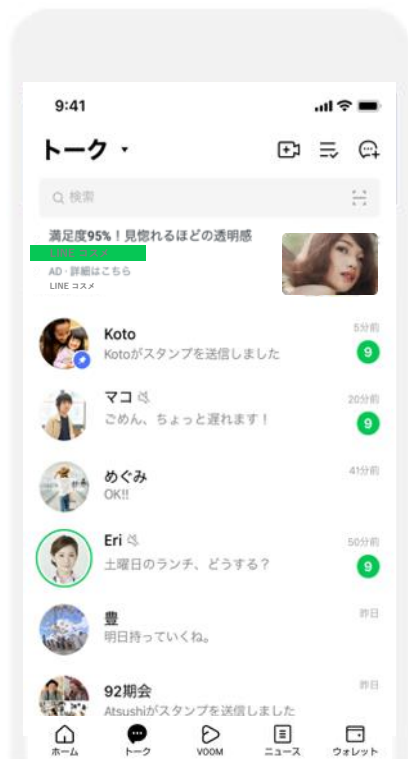 9:41
トーク
検索
満足度95%！見惚れるほどの透明感
LINE コスメ
AD・詳細はこちら
LINE コスメ
Koto
5分前
Kotoがスタンプを送信しました
9
マコ
20分前
ごめん、ちょっと遅れます！
9
めぐみ
41分前
OK!!
Eri
50分前
土曜日のランチ、どうする？
9
豊
昨日
明日持っていくね。
92期会
昨日
Atsushiがスタンプを送信しました
ホーム
トーク
VOOM
ニュース
ウォレット